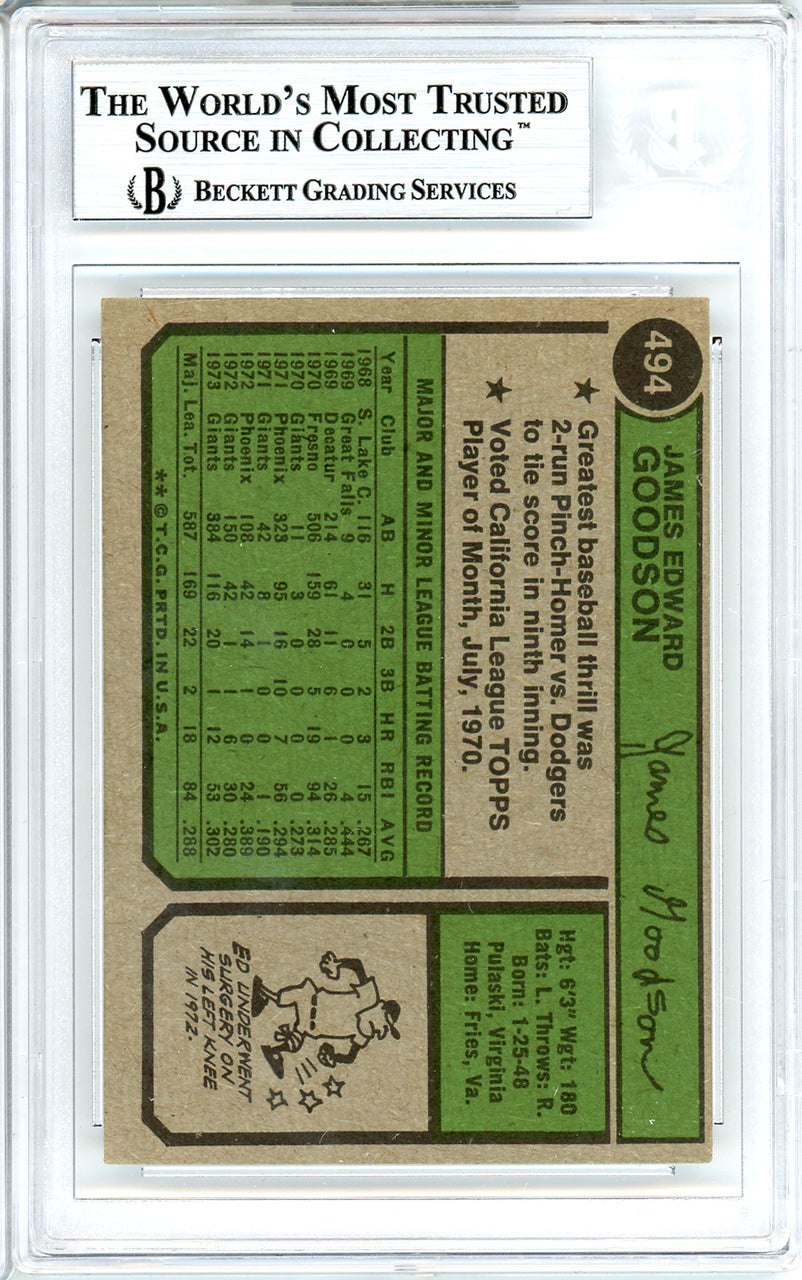 THE WORLD'S MOST TRUSTED
SOURCE IN COLLECTING™
B BECKETT GRADING SERVICES
494
JAMES EDWARD
GOODSON
James Goodson
★ Greatest baseball thrill was
2-run Pinch-Homer vs. Dodgers
to tie score in ninth inning.
★ Voted California League TOPPS
Player of Month, July, 1970.
MAJOR AND MINOR LEAGUE BATTING RECORD
Year Club AB H 2B 3B HR RBI AVG
1968 S. Lake C. 116 31 5 2 3 15 .267
1969 Great Falls 9 4 0 0 0 4 .444
1969 Decatur 214 61 11 6 1 26 .285
1970 Fresno 506 159 28 5 19 94 .314
1970 Giants 11 3 0 0 0 0 .273
1971 Phoenix 323 95 16 10 7 56 .294
1971 Giants 42 8 1 0 0 1 .190
1972 Phoenix 108 42 14 1 0 24 .389
1972 Giants 150 42 1 1 6 30 .280
1973 Giants 384 116 20 1 12 53 .302
Maj. Lea. Tot. 587 169 22 2 18 84 .288
** © T.C.G. PRTD. IN U.S.A.
Hgt: 6'3" Wgt: 180
Bats: L. Throws: R.
Born: 1-25-48
Pulaski, Virginia
Home: Fries, Va.
ED UNDERWENT
SURGERY ON
HIS LEFT KNEE
IN 1972.